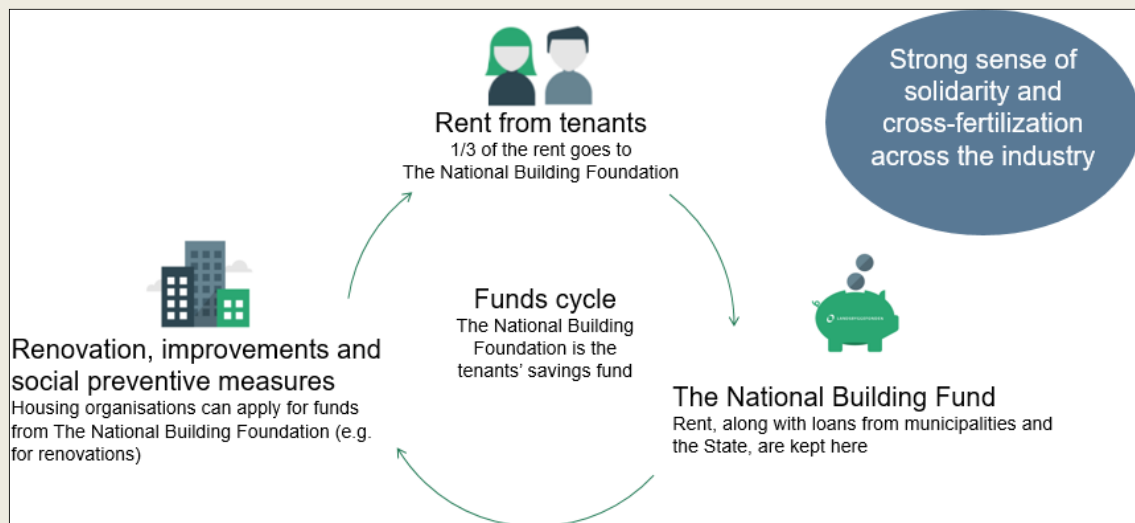 Rent from tenants
1/3 of the rent goes to
The National Building Foundation
Strong sense of
solidarity and
cross-fertilization
across the industry
Funds cycle
The National Building
Foundation is the
tenants' savings fund
LANDSBYGGEFONDEN
The National Building Fund
Rent, along with loans from municipalities and
the State, are kept here
Renovation, improvements and
social preventive measures
Housing organisations can apply for funds
from The National Building Foundation (e.g.
for renovations)